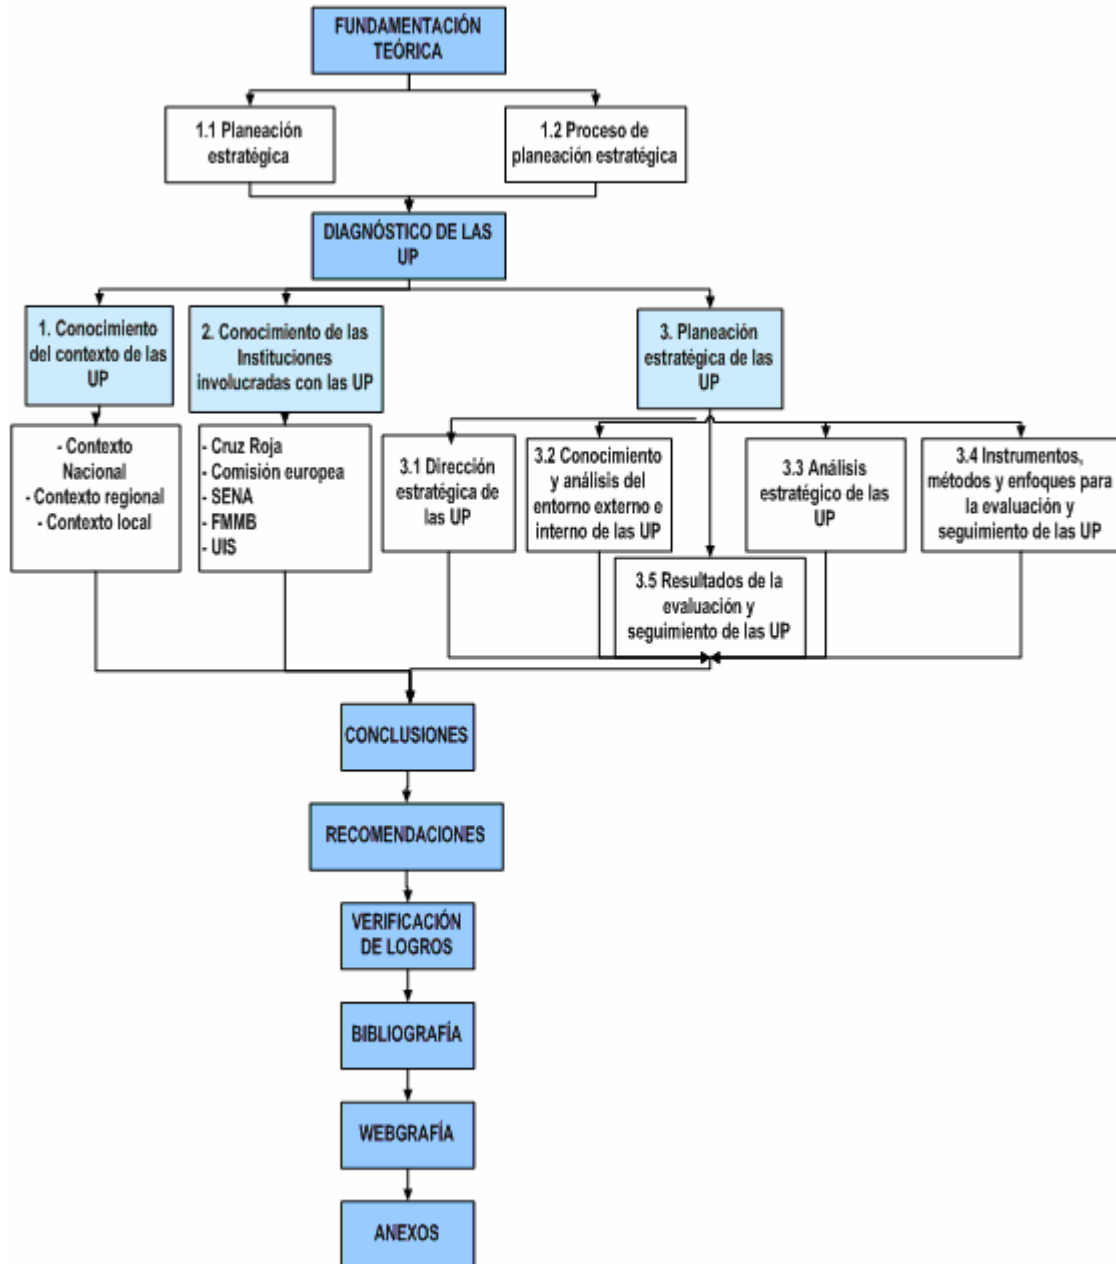 FUNDAMENTACIÓN
TEÓRICA
1.1 Planeación
estratégica
1.2 Proceso de
planeación estratégica
DIAGNÓSTICO DE LAS
UP
1. Conocimiento
del contexto de las
UP
2. Conocimiento de las
Instituciones
involucradas con las UP
3. Planeación
estratégica de las
UP
- Contexto
Nacional
- Contexto regional
- Contexto local
- Cruz Roja
- Comisión europea
- SENA
- FMMB
- UIS
3.1 Dirección
estratégica de
las UP
3.2 Conocimiento
y análisis del
entorno externo e
interno de las UP
3.3 Análisis
estratégico de las
UP
3.4 Instrumentos,
métodos y enfoques para
la evaluación y
seguimiento de las UP
3.5 Resultados de la
evaluación y
seguimiento de las UP
CONCLUSIONES
RECOMENDACIONES
VERIFICACIÓN
DE LOGROS
BIBLIOGRAFÍA
WEBGRAFÍA
ANEXOS